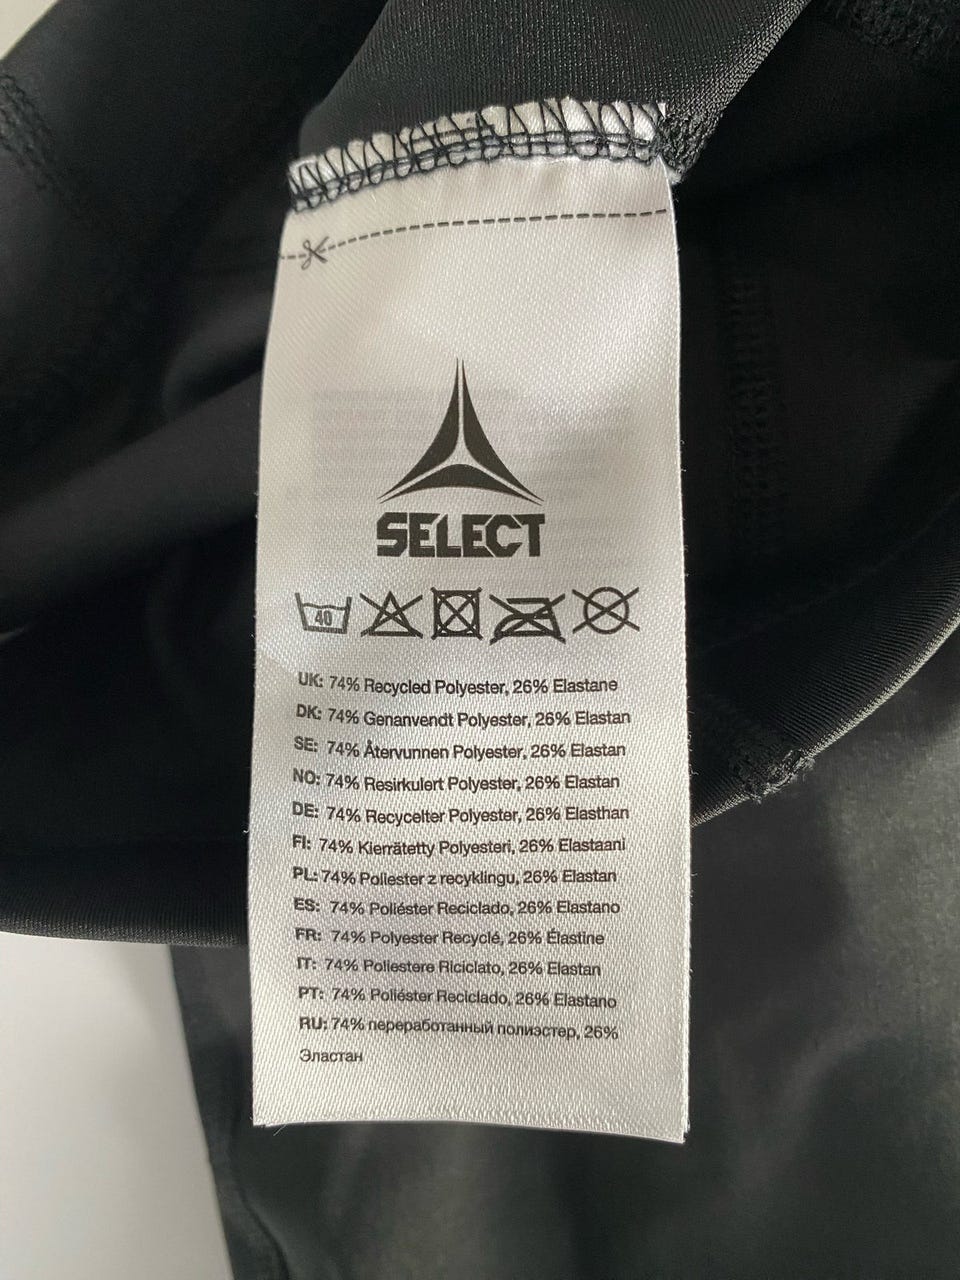 SELECT
40
UK: 74% Recycled Polyester, 26% Elastane
DK: 74% Genanvendt Polyester, 26% Elastan
SE: 74% Återvunnen Polyester, 26% Elastan
NO: 74% Resirkulert Polyester, 26% Elastan
DE: 74% Recycelter Polyester, 26% Elasthan
FI: 74% Kierrätetty Polyesteri, 26% Elastaani
PL: 74% Poliester z recyklingu, 26% Elastan
ES: 74% Poliéster Reciclado, 26% Elastano
FR: 74% Polyester Recyclé, 26% Élastine
IT: 74% Poliestere Riciclato, 26% Elastan
PT: 74% Poliéster Reciclado, 26% Elastano
RU: 74% переработанный полиэстер, 26%
Эластан